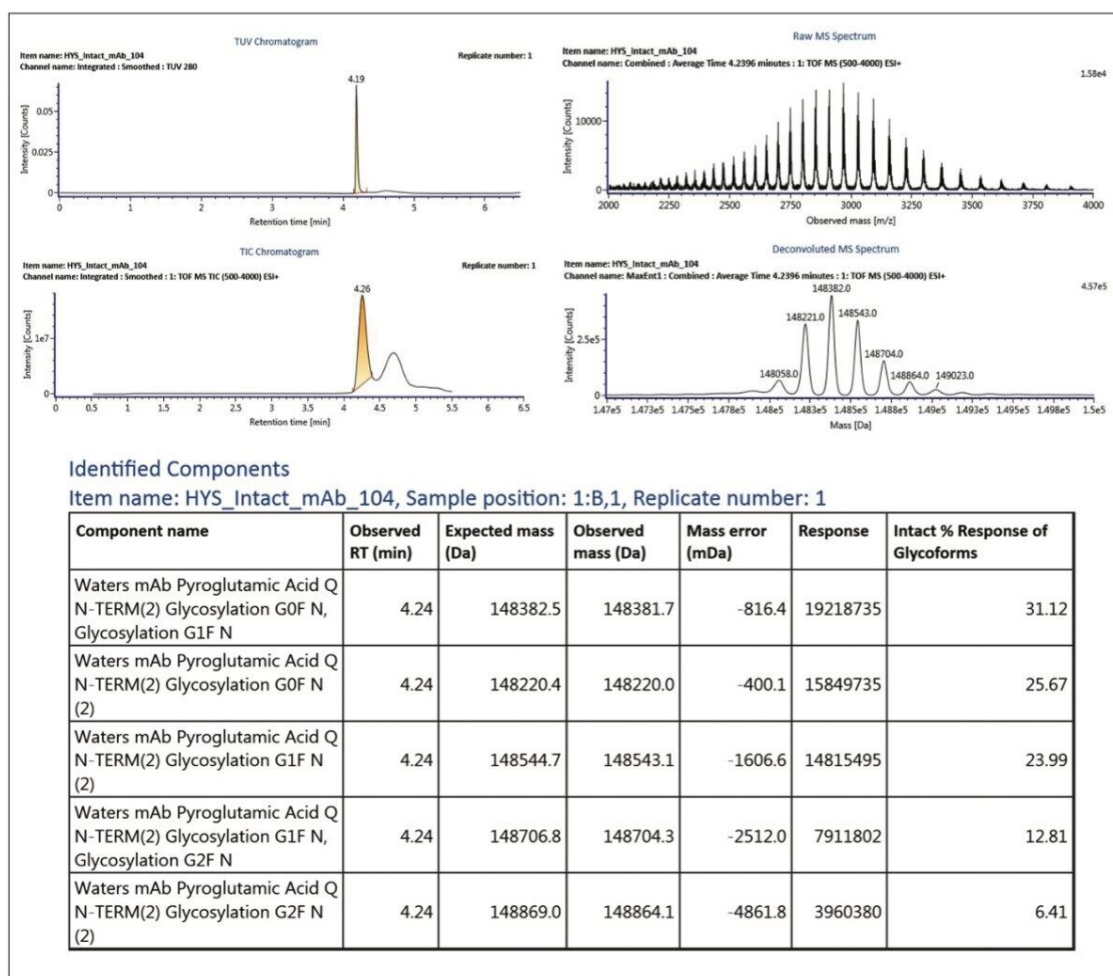 TUV Chromatogram
Item name: HYS_Intact_mAb_104
Replicate number: 1
Channel name: Integrated : Smoothed : TUV 280
4.19
Intensity [Counts]
0.05
0.025
0
0 1 2 3 4 5 6
Retention time [min]
Raw MS Spectrum
Item name: HYS_Intact_mAb_104
Channel name: Combined : Average Time 4.2396 minutes : 1: TOF MS (500-4000) ESI+
1.58e4
Intensity [Counts]
10000
0
2000 2250 2500 2750 3000 3250 3500 3750 4000
Observed mass [m/z]
TIC Chromatogram
Item name: HYS_Intact_mAb_104
Replicate number: 1
Channel name: Integrated : Smoothed : 1: TOF MS TIC (500-4000) ESI+
4.26
Intensity [Counts]
1e7
0
0 0.5 1 1.5 2 2.5 3 3.5 4 4.5 5 5.5 6 6.5
Retention time [min]
Deconvoluted MS Spectrum
Item name: HYS_Intact_mAb_104
Channel name: MaxEnt1 : Combined : Average Time 4.2396 minutes : 1: TOF MS (500-4000) ESI+
4.57e5
148382.0
148221.0
148543.0
148704.0
148058.0
148864.0
149023.0
Intensity [Counts]
2.5e5
0
1.47e5 1.473e5 1.475e5 1.478e5 1.48e5 1.483e5 1.485e5 1.488e5 1.49e5 1.493e5 1.495e5 1.498e5 1.5e5
Mass [Da]
Identified Components
Item name: HYS_Intact_mAb_104, Sample position: 1:B,1, Replicate number: 1
Component name Observed RT (min) Expected mass (Da) Observed mass (Da) Mass error (mDa) Response Intact % Response of Glycoforms
Waters mAb Pyroglutamic Acid Q
N-TERM(2) Glycosylation G0F N, 4.24 148382.5 148381.7 -816.4 19218735 31.12
Glycosylation G1F N
Waters mAb Pyroglutamic Acid Q
N-TERM(2) Glycosylation G0F N 4.24 148220.4 148220.0 -400.1 15849735 25.67
(2)
Waters mAb Pyroglutamic Acid Q
N-TERM(2) Glycosylation G1F N 4.24 148544.7 148543.1 -1606.6 14815495 23.99
(2)
Waters mAb Pyroglutamic Acid Q
N-TERM(2) Glycosylation G1F N, 4.24 148706.8 148704.3 -2512.0 7911802 12.81
Glycosylation G2F N
Waters mAb Pyroglutamic Acid Q
N-TERM(2) Glycosylation G2F N 4.24 148869.0 148864.1 -4861.8 3960380 6.41
(2)